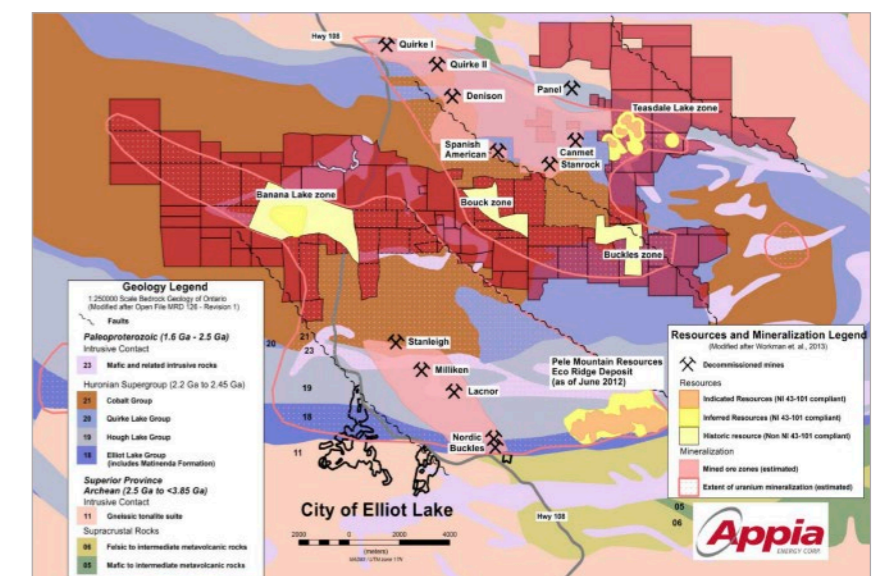 Hwy 108
Quirke I
Quirke II
Denison
Panel
Teasdale Lake zone
Spanish
American
Canmet
Stanrock
Banana Lake zone
Bouck zone
Buckles zone
Geology Legend
1:250000 Scale Bedrock Geology of Ontario
(Modified after Open File MRD 126 - Revision 1)
Faults
Paleoproterozoic (1.6 Ga - 2.5 Ga)
Intrusive Contact
23 Mafic and related intrusive rocks
Huronian Supergroup (2.2 Ga to 2.45 Ga)
21 Cobalt Group
20 Quirke Lake Group
19 Hough Lake Group
18 Elliot Lake Group
(includes Matinenda Formation)
Superior Province
Archean (2.5 Ga to <3.85 Ga)
Intrusive Contact
11 Gneissic tonalite suite
Supracrustal Rocks
06 Felsic to intermediate metavolcanic rocks
05 Mafic to intermediate metavolcanic rocks
20
21
23
19
18
11
Stanleigh
Milliken
Lacnor
Nordic
Buckles
Pele Mountain Resources
Eco Ridge Deposit
(as of June 2012)
Resources and Mineralization Legend
(Modified after Workman et. al., 2013)
Decommissioned mines
Resources
Indicated Resources (NI 43-101 compliant)
Inferred Resources (NI 43-101 compliant)
Historic resource (Non NI 43-101 compliant)
Mineralization
Mined ore zones (estimated)
Extent of uranium mineralization (estimated)
05
06
City of Elliot Lake
2000 0 2000 4000
(meters)
Hwy 108
Appia
ENERGY CORP.